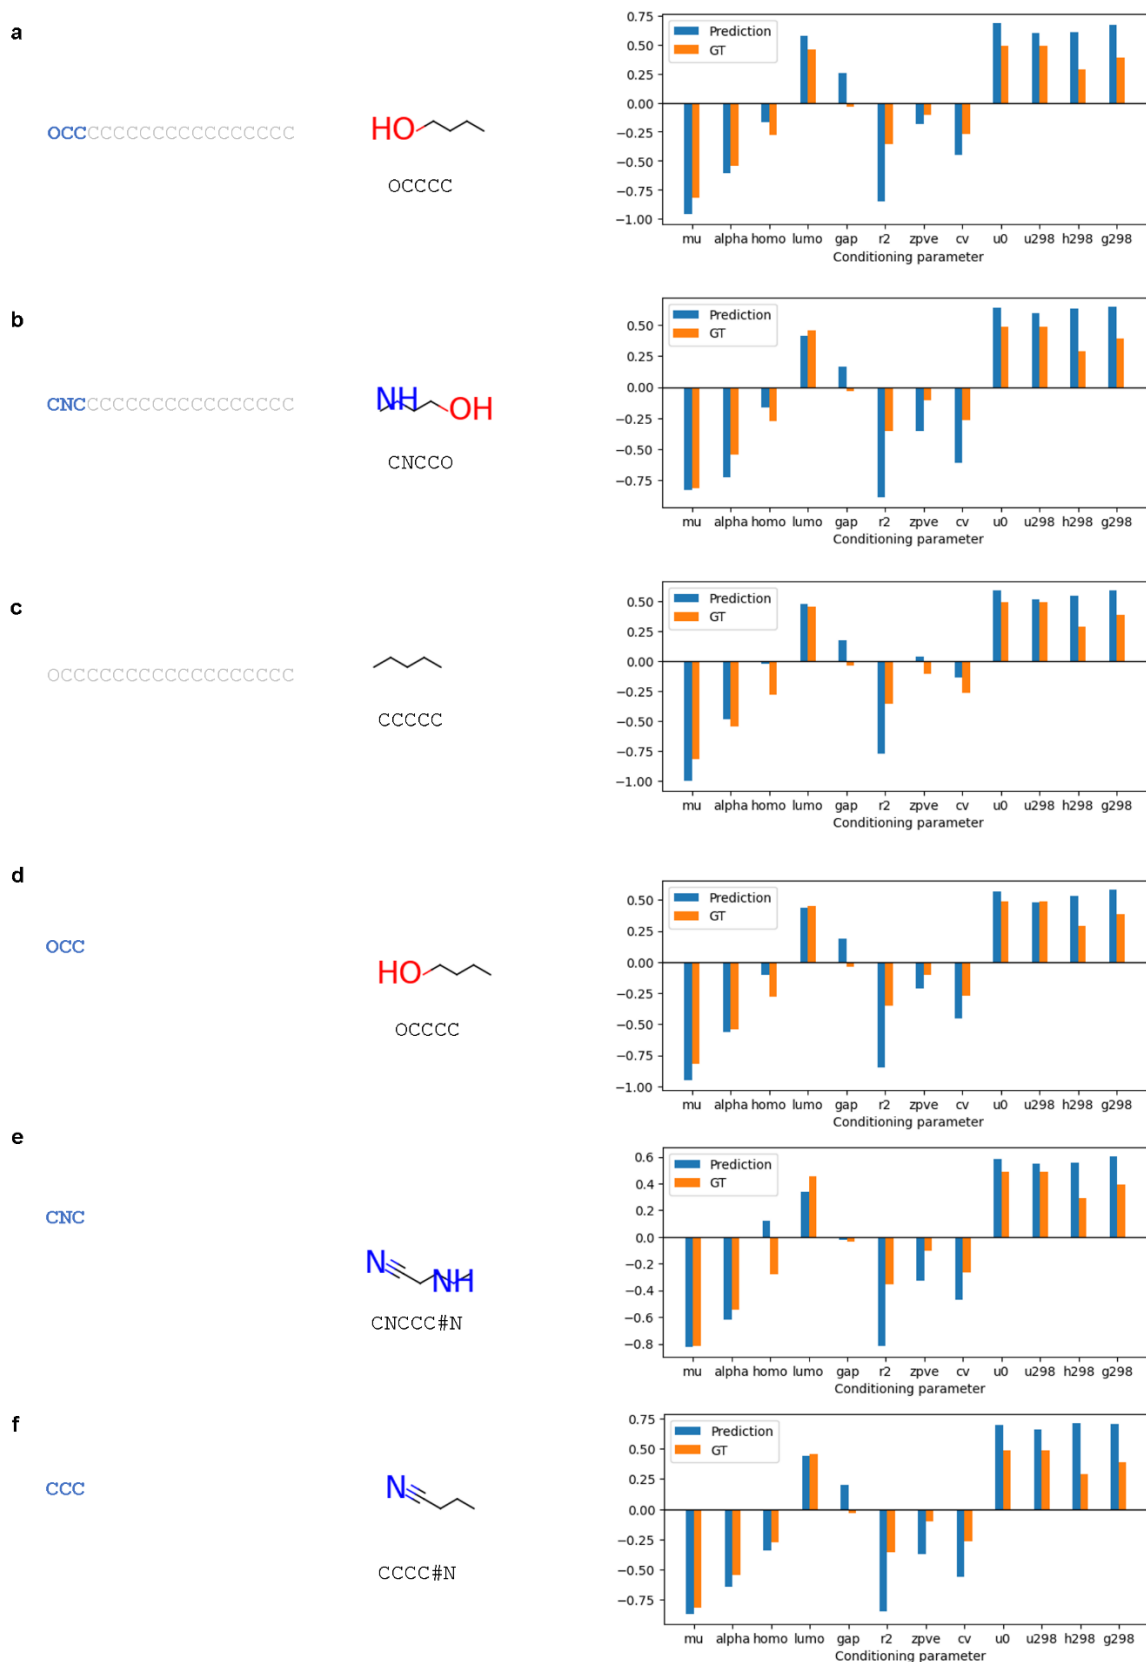 a
OCCCCCCCCCCCCCCCCCC
HO
OCCCC
Prediction
GT
0.75
0.50
0.25
0.00
−0.25
−0.50
−0.75
−1.00
mu alpha homo lumo gap r2 zpve cv u0 u298 h298 g298
Conditioning parameter
b
CNCCCCCCCCCCCCCCCCC
NH
OH
CNCCO
Prediction
GT
0.50
0.25
0.00
−0.25
−0.50
−0.75
mu alpha homo lumo gap r2 zpve cv u0 u298 h298 g298
Conditioning parameter
c
OCCCCCCCCCCCCCCCCCC
CCCCC
Prediction
GT
0.50
0.25
0.00
−0.25
−0.50
−0.75
−1.00
mu alpha homo lumo gap r2 zpve cv u0 u298 h298 g298
Conditioning parameter
d
OCC
HO
OCCCC
Prediction
GT
0.50
0.25
0.00
−0.25
−0.50
−0.75
−1.00
mu alpha homo lumo gap r2 zpve cv u0 u298 h298 g298
Conditioning parameter
e
CNC
N
NH
CNCCC#N
Prediction
GT
0.6
0.4
0.2
0.0
−0.2
−0.4
−0.6
−0.8
mu alpha homo lumo gap r2 zpve cv u0 u298 h298 g298
Conditioning parameter
f
CCC
N
CCCC#N
Prediction
GT
0.75
0.50
0.25
0.00
−0.25
−0.50
−0.75
mu alpha homo lumo gap r2 zpve cv u0 u298 h298 g298
Conditioning parameter